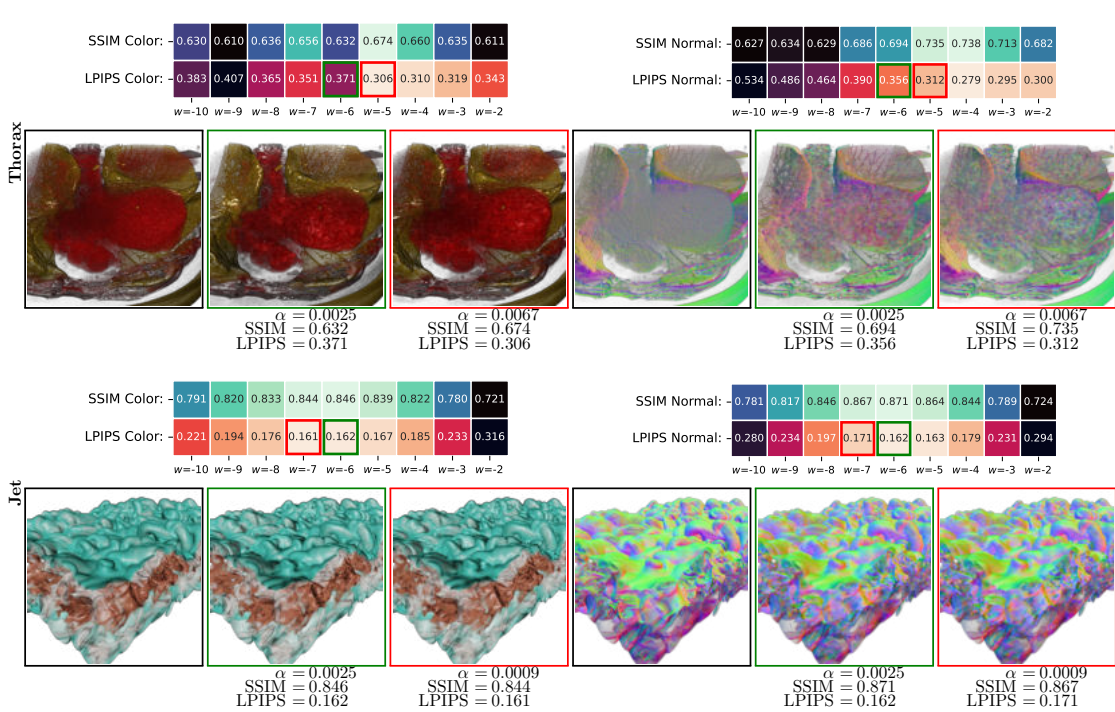 SSIM Color: 0.630 0.610 0.636 0.656 0.632 0.674 0.660 0.635 0.611
LPIPS Color: 0.383 0.407 0.365 0.351 0.371 0.306 0.310 0.319 0.343
w=-10 w=-9 w=-8 w=-7 w=-6 w=-5 w=-4 w=-3 w=-2
SSIM Normal: 0.627 0.634 0.629 0.686 0.694 0.735 0.738 0.713 0.682
LPIPS Normal: 0.534 0.486 0.464 0.390 0.356 0.312 0.279 0.295 0.300
w=-10 w=-9 w=-8 w=-7 w=-6 w=-5 w=-4 w=-3 w=-2
Thorax
α = 0.0025
SSIM = 0.632
LPIPS = 0.371
α = 0.0067
SSIM = 0.674
LPIPS = 0.306
α = 0.0025
SSIM = 0.694
LPIPS = 0.356
α = 0.0067
SSIM = 0.735
LPIPS = 0.312
SSIM Color: 0.791 0.820 0.833 0.844 0.846 0.839 0.822 0.780 0.721
LPIPS Color: 0.221 0.194 0.176 0.161 0.162 0.167 0.185 0.233 0.316
w=-10 w=-9 w=-8 w=-7 w=-6 w=-5 w=-4 w=-3 w=-2
SSIM Normal: 0.781 0.817 0.846 0.867 0.871 0.864 0.844 0.789 0.724
LPIPS Normal: 0.280 0.234 0.197 0.171 0.162 0.163 0.179 0.231 0.294
w=-10 w=-9 w=-8 w=-7 w=-6 w=-5 w=-4 w=-3 w=-2
Jet
α = 0.0025
SSIM = 0.846
LPIPS = 0.162
α = 0.0009
SSIM = 0.844
LPIPS = 0.161
α = 0.0025
SSIM = 0.871
LPIPS = 0.162
α = 0.0009
SSIM = 0.867
LPIPS = 0.171